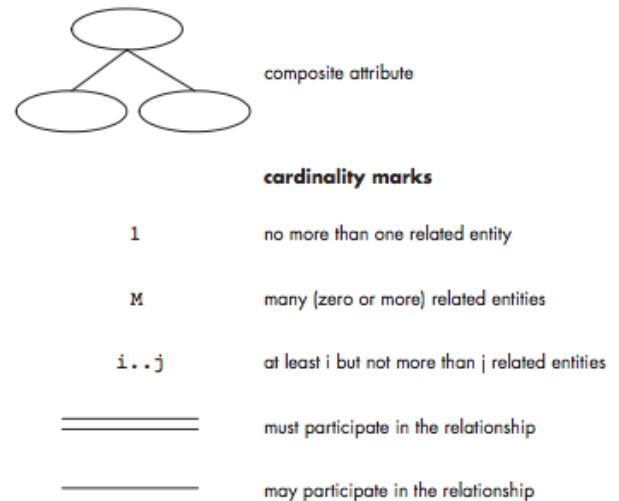 composite attribute
cardinality marks
1 no more than one related entity
M many (zero or more) related entities
i..j at least i but not more than j related entities
must participate in the relationship
may participate in the relationship